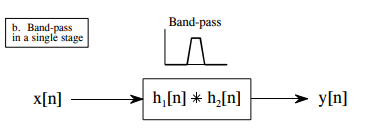 b. Band-pass
in a single stage
Band-pass
x[n]
h₁[n] ∗ h₂[n]
y[n]